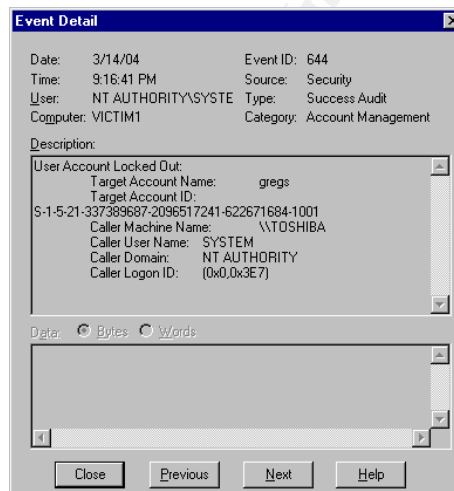 Event Detail
Date: 3/14/04 Event ID: 644
Time: 9:16:41 PM Source: Security
User: NT AUTHORITY\SYSTE Type: Success Audit
Computer: VICTIM1 Category: Account Management
Description:
User Account Locked Out:
Target Account Name: gregs
Target Account ID:
S-1-5-21-337389687-2096517241-622671684-1001
Caller Machine Name: \\TOSHIBA
Caller User Name: SYSTEM
Caller Domain: NT AUTHORITY
Caller Logon ID: (0x0,0x3E7)
Data: Bytes Words
Close Previous Next Help